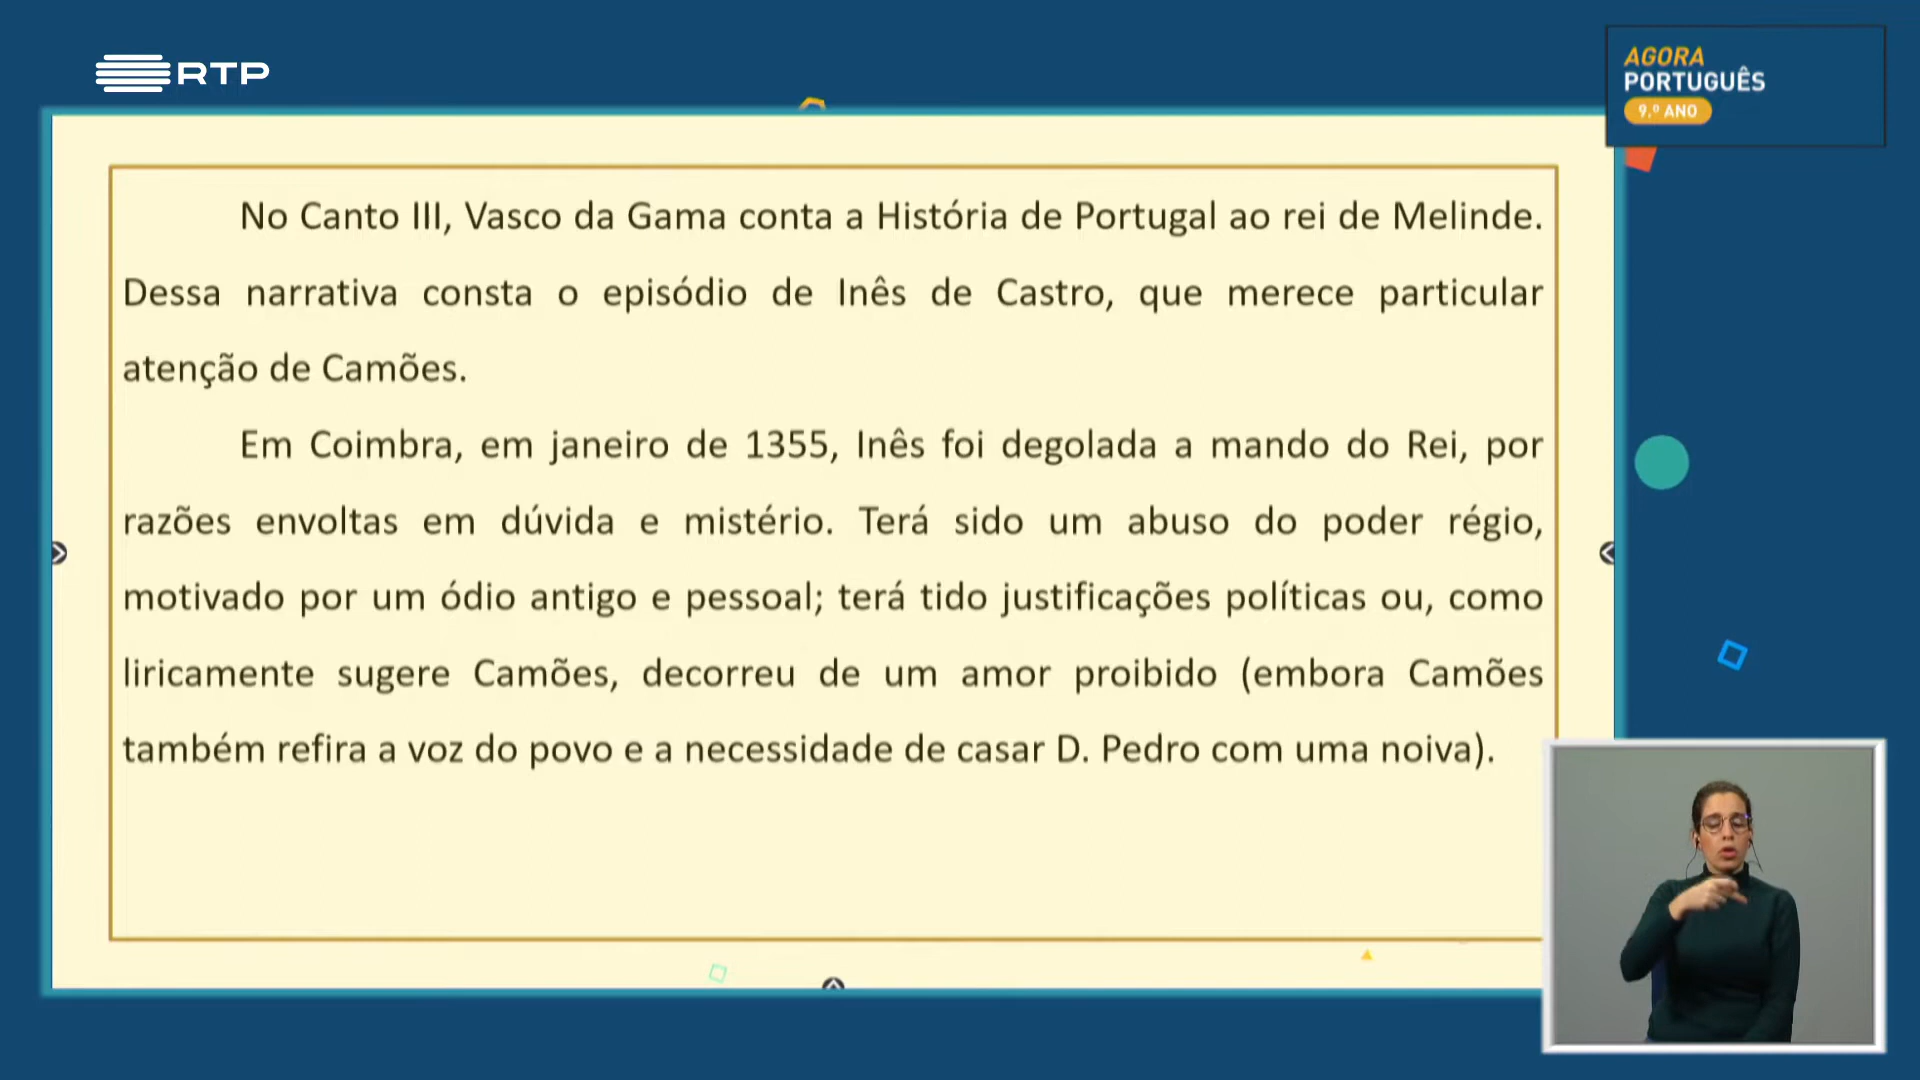 RTP
AGORA
PORTUGUÊS
9.º ANO
No Canto III, Vasco da Gama conta a História de Portugal ao rei de Melinde.
Dessa narrativa consta o episódio de Inês de Castro, que merece particular
atenção de Camões.
Em Coimbra, em janeiro de 1355, Inês foi degolada a mando do Rei, por
razões envoltas em dúvida e mistério. Terá sido um abuso do poder régio,
motivado por um ódio antigo e pessoal; terá tido justificações políticas ou, como
liricamente sugere Camões, decorreu de um amor proibido (embora Camões
também refira a voz do povo e a necessidade de casar D. Pedro com uma noiva).